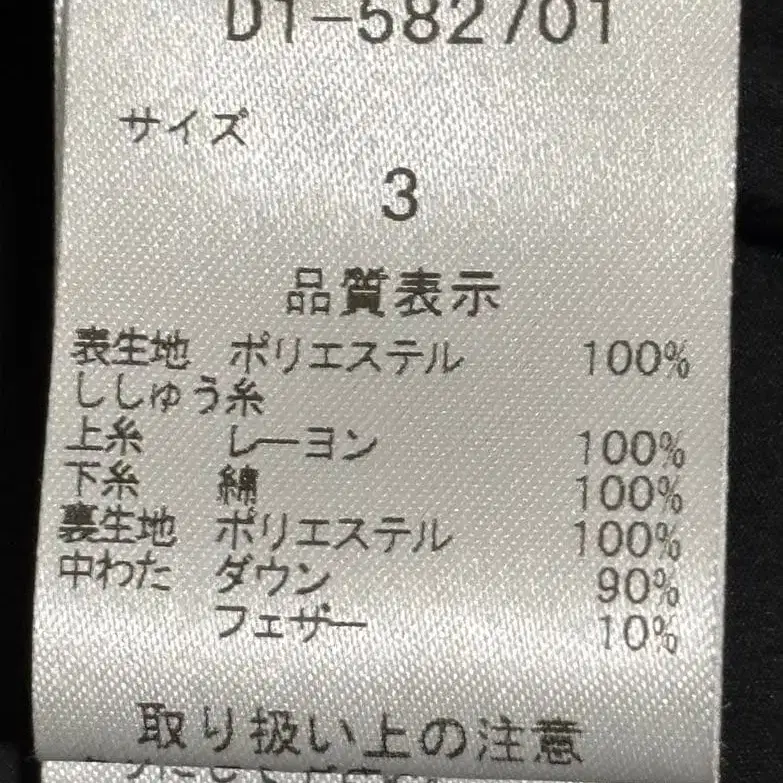 D1-582701
サイズ
3
品質表示
表生地 ポリエステル 100%
ししゅう糸
上糸 レーヨン 100%
下糸 綿 100%
裏生地 ポリエステル 100%
中わた ダウン 90%
フェザー 10%
取り扱い上の注意